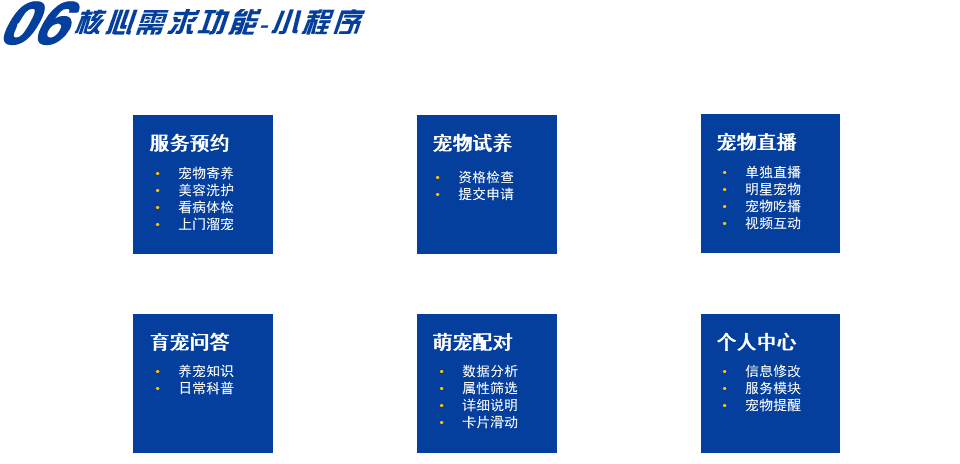 06核心需求功能-小程序
服务预约
• 宠物寄养
• 美容洗护
• 看病体检
• 上门溜宠
宠物试养
• 资格检查
• 提交申请
宠物直播
• 单独直播
• 明星宠物
• 宠物吃播
• 视频互动
育宠问答
• 养宠知识
• 日常科普
萌宠配对
• 数据分析
• 属性筛选
• 详细说明
• 卡片滑动
个人中心
• 信息修改
• 服务模块
• 宠物提醒